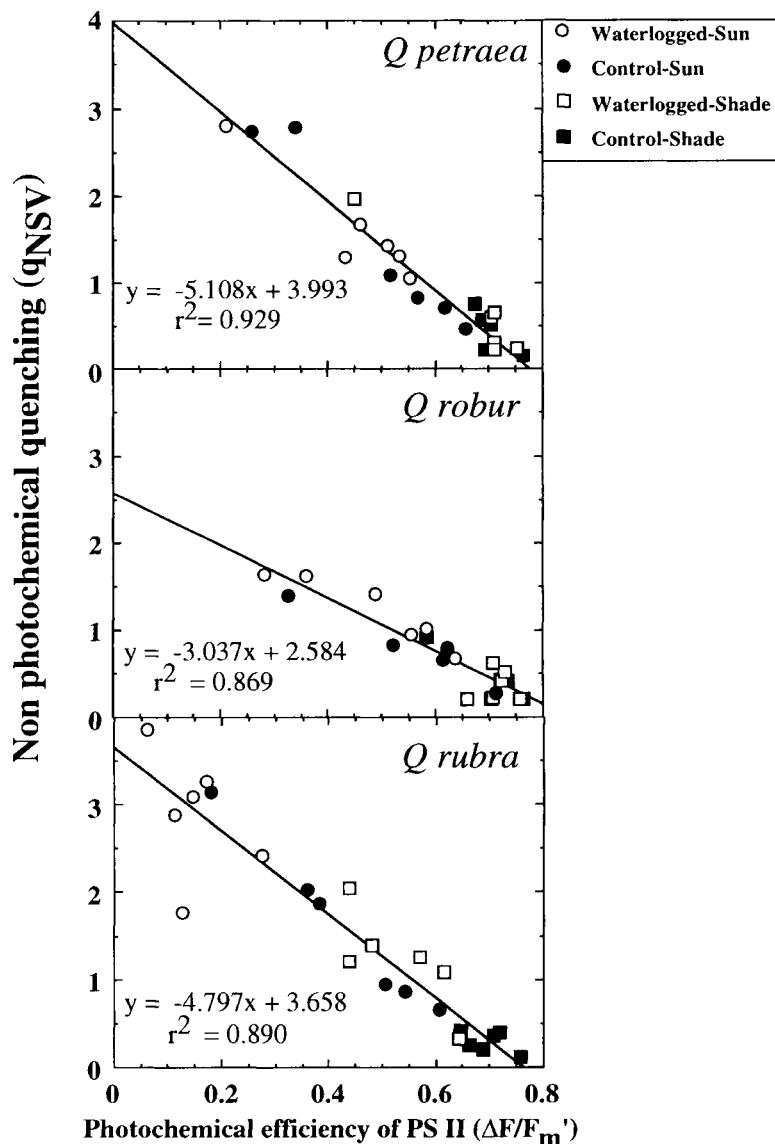 Q petraea
Waterlogged-Sun
Control-Sun
Waterlogged-Shade
Control-Shade
Non photochemical quenching (qNSV)
4
3
2
1
0
y = -5.108x + 3.993
r2 = 0.929
Q robur
3
2
1
0
y = -3.037x + 2.584
r2 = 0.869
Q rubra
3
2
1
0
y = -4.797x + 3.658
r2 = 0.890
0 0.2 0.4 0.6 0.8
Photochemical efficiency of PS II (ΔF/Fm')